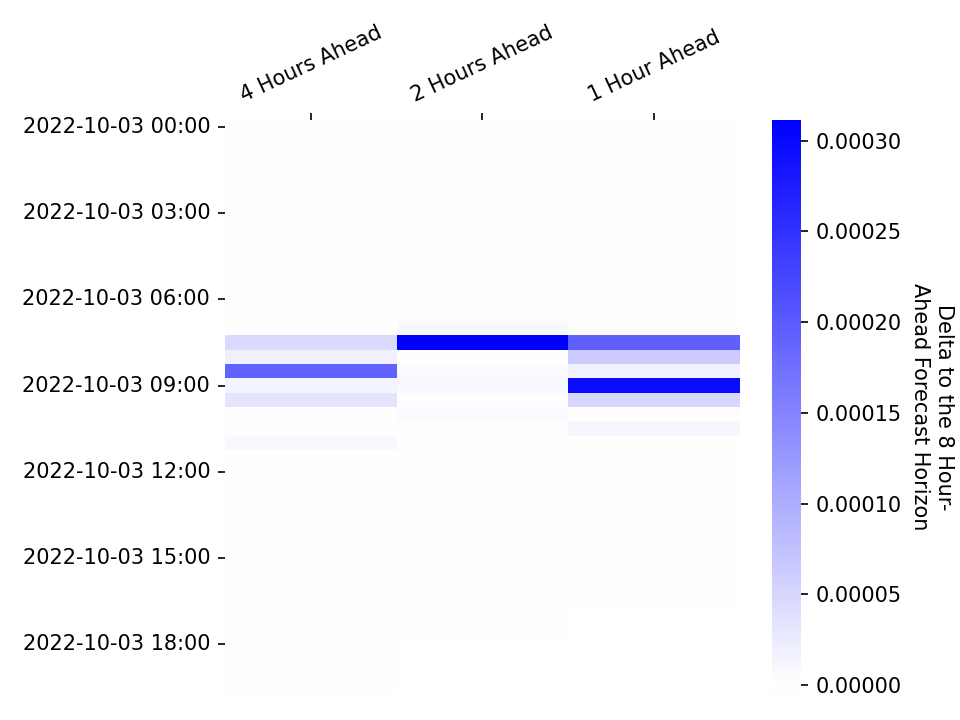 4 Hours Ahead
2 Hours Ahead
1 Hour Ahead
2022-10-03 00:00
2022-10-03 03:00
2022-10-03 06:00
2022-10-03 09:00
2022-10-03 12:00
2022-10-03 15:00
2022-10-03 18:00
0.00030
0.00025
0.00020
0.00015
0.00010
0.00005
0.00000
Delta to the 8 Hour-
Ahead Forecast Horizon